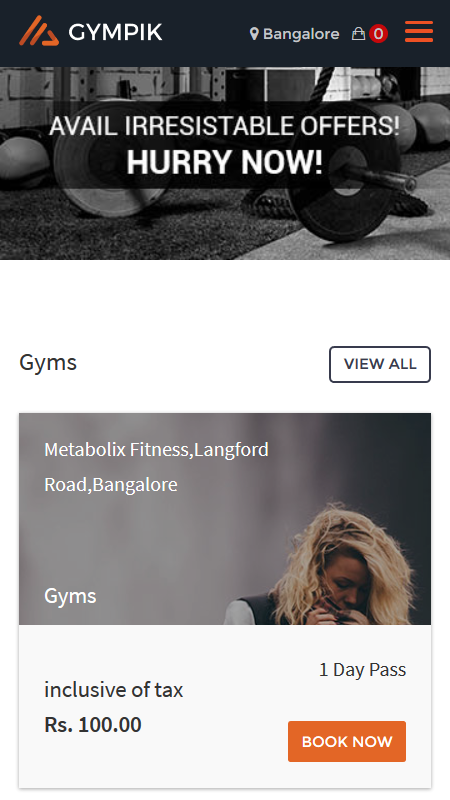 GYMPIK
Bangalore 0
AVAIL IRRESISTABLE OFFERS!
HURRY NOW!
Gyms
VIEW ALL
Metabolix Fitness,Langford
Road,Bangalore
Gyms
1 Day Pass
inclusive of tax
Rs. 100.00
BOOK NOW